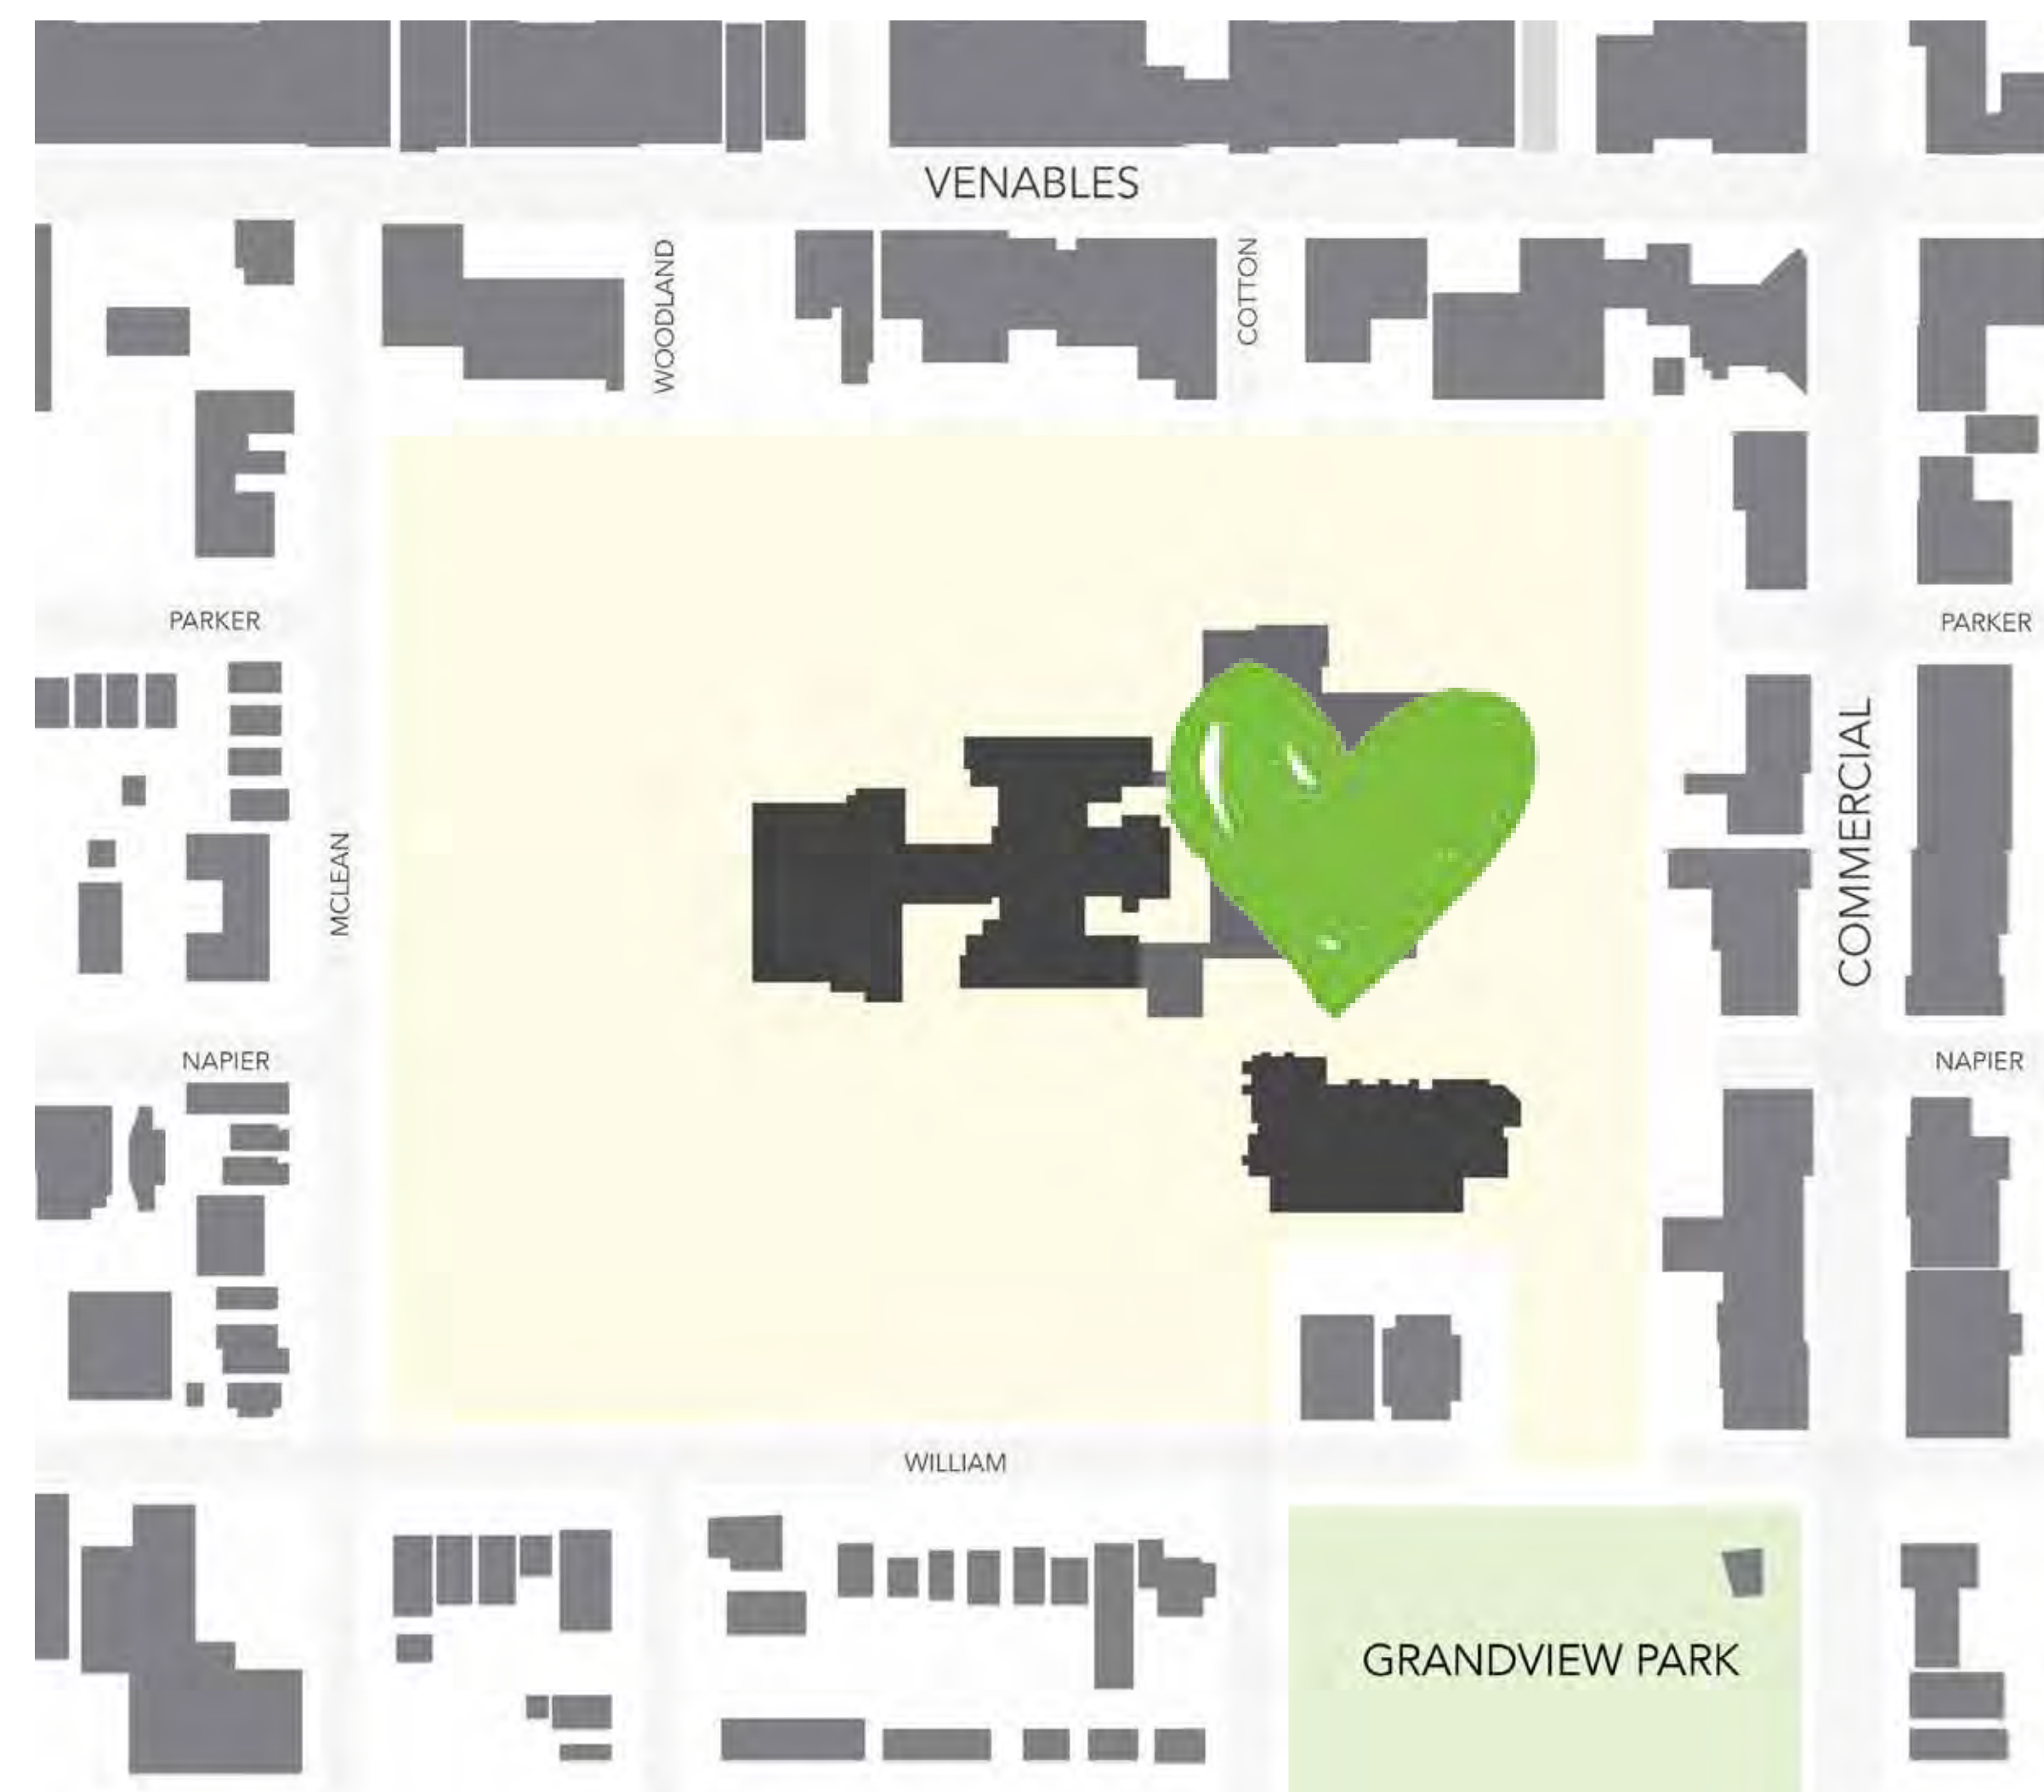 VENABLES
WOODLAND
COTTON
PARKER
PARKER
COMMERCIAL
MCLEAN
NAPIER
NAPIER
WILLIAM
GRANDVIEW PARK